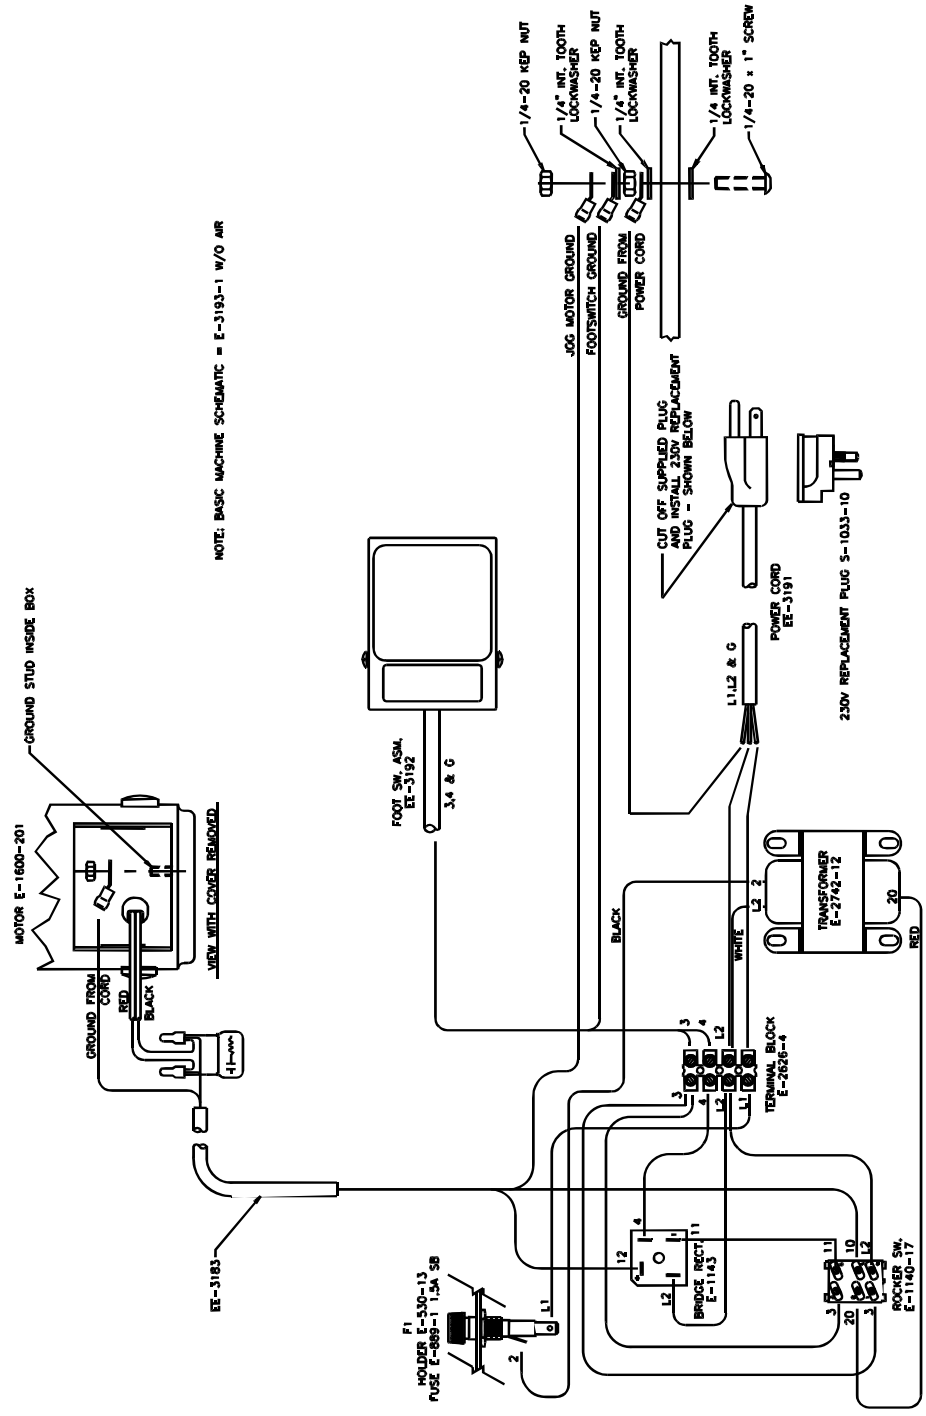 1/4-20 KEP NUT
1/4" INT. TOOTH
LOCKWASHER
1/4-20 KEP NUT
1/4" INT. TOOTH
LOCKWASHER
1/4 INT. TOOTH
LOCKWASHER
1/4-20 x 1" SCREW
NOTE: BASIC MACHINE SCHEMATIC = E-3193-1 W/O AIR
JOG MOTOR GROUND
FOOTSWITCH GROUND
GROUND FROM
POWER CORD
CUT OFF SUPPLIED PLUG
AND INSTALL 230V REPLACEMENT
PLUG - SHOWN BELOW
POWER CORD
EE-3191
230V REPLACEMENT PLUG S-1033-10
L1,L2 & G
GROUND STUD INSIDE BOX
MOTOR E-1600-201
VIEW WITH COVER REMOVED
GROUND FROM
CORD
RED
BLACK
FOOT SW. ASM.
EE-3192
3,4 & G
EE-3183
BLACK
WHITE
2
L2
TRANSFORMER
E-2742-12
20
RED
3
4
L2
3
4
L2
L1
TERMINAL BLOCK
E-2626-4
F1
HOLDER E-530-13
FUSE E-889-1 1.5A SB
L1
2
4
12
11
L2
+
BRIDGE RECT.
E-1143
11
10
L2
3
20
3
ROCKER SW.
E-1140-17